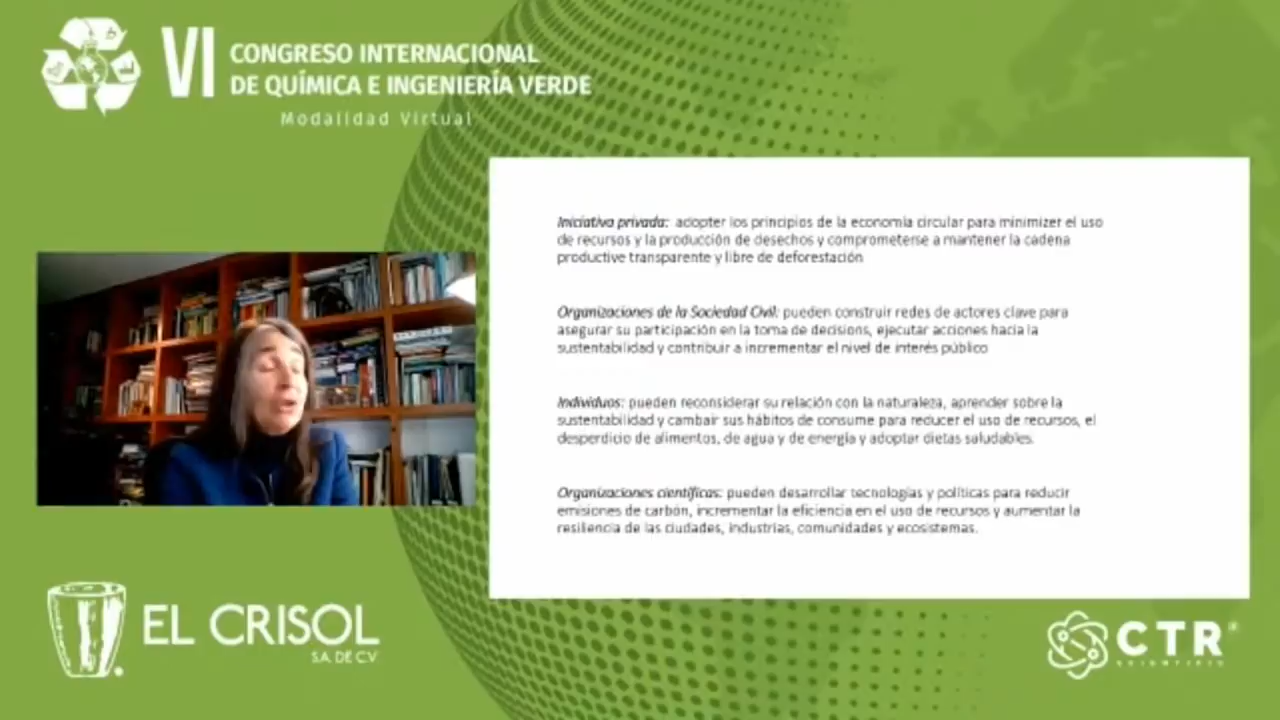 VI CONGRESO INTERNACIONAL
DE QUÍMICA E INGENIERÍA VERDE
Modalidad Virtual
Iniciativa privada: adopter los principios de la economía circular para minimizer el uso
de recursos y la producción de desechos y comprometerse a mantener la cadena
productive transparente y libre de deforestación
Organizaciones de la Sociedad Civil: pueden construir redes de actores clave para
asegurar su participación en la toma de decisions, ejecutar acciones hacia la
sustentabilidad y contribuir a incrementar el nivel de interés público
Individuos: pueden reconsiderar su relación con la naturaleza, aprender sobre la
sustentabilidad y cambair sus hábitos de consume para reducer el uso de recursos, el
desperdicio de alimentos, de agua y de energía y adoptar dietas saludables.
Organizaciones científicas: pueden desarrollar tecnologías y políticas para reducir
emisiones de carbón, incrementar la eficiencia en el uso de recursos y aumentar la
resiliencia de las ciudades, industrias, comunidades y ecosistemas.
EL CRISOL
S.A. DE C.V.
CTR
SCIENTIFIC